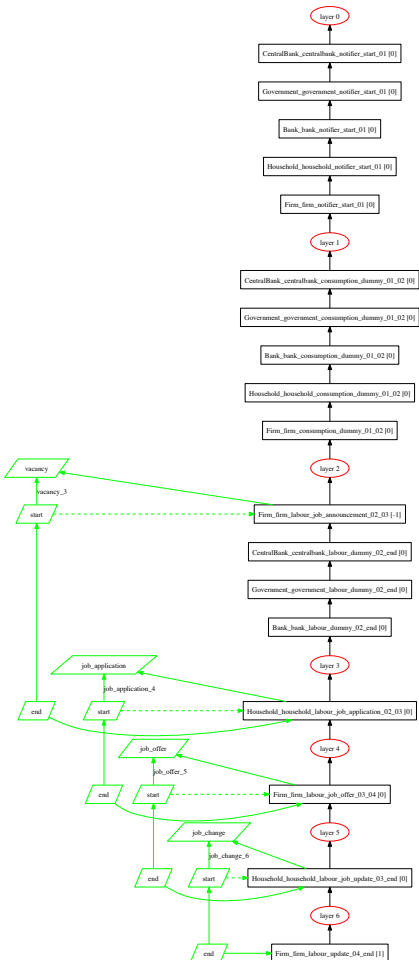 layer 0
CentralBank_centralbank_notifier_start_01 [0]
Government_government_notifier_start_01 [0]
Bank_bank_notifier_start_01 [0]
Household_household_notifier_start_01 [0]
Firm_firm_notifier_start_01 [0]
layer 1
CentralBank_centralbank_consumption_dummy_01_02 [0]
Government_government_consumption_dummy_01_02 [0]
Bank_bank_consumption_dummy_01_02 [0]
Household_household_consumption_dummy_01_02 [0]
Firm_firm_consumption_dummy_01_02 [0]
vacancy
layer 2
vacancy_3
start
Firm_firm_labour_job_announcement_02_03 [-1]
CentralBank_centralbank_labour_dummy_02_end [0]
Government_government_labour_dummy_02_end [0]
Bank_bank_labour_dummy_02_end [0]
job_application
layer 3
job_application_4
end
start
Household_household_labour_job_application_02_03 [0]
job_offer
layer 4
job_offer_5
end
start
Firm_firm_labour_job_offer_03_04 [0]
job_change
layer 5
job_change_6
end
start
Household_household_labour_job_update_03_end [0]
layer 6
end
Firm_firm_labour_update_04_end [1]